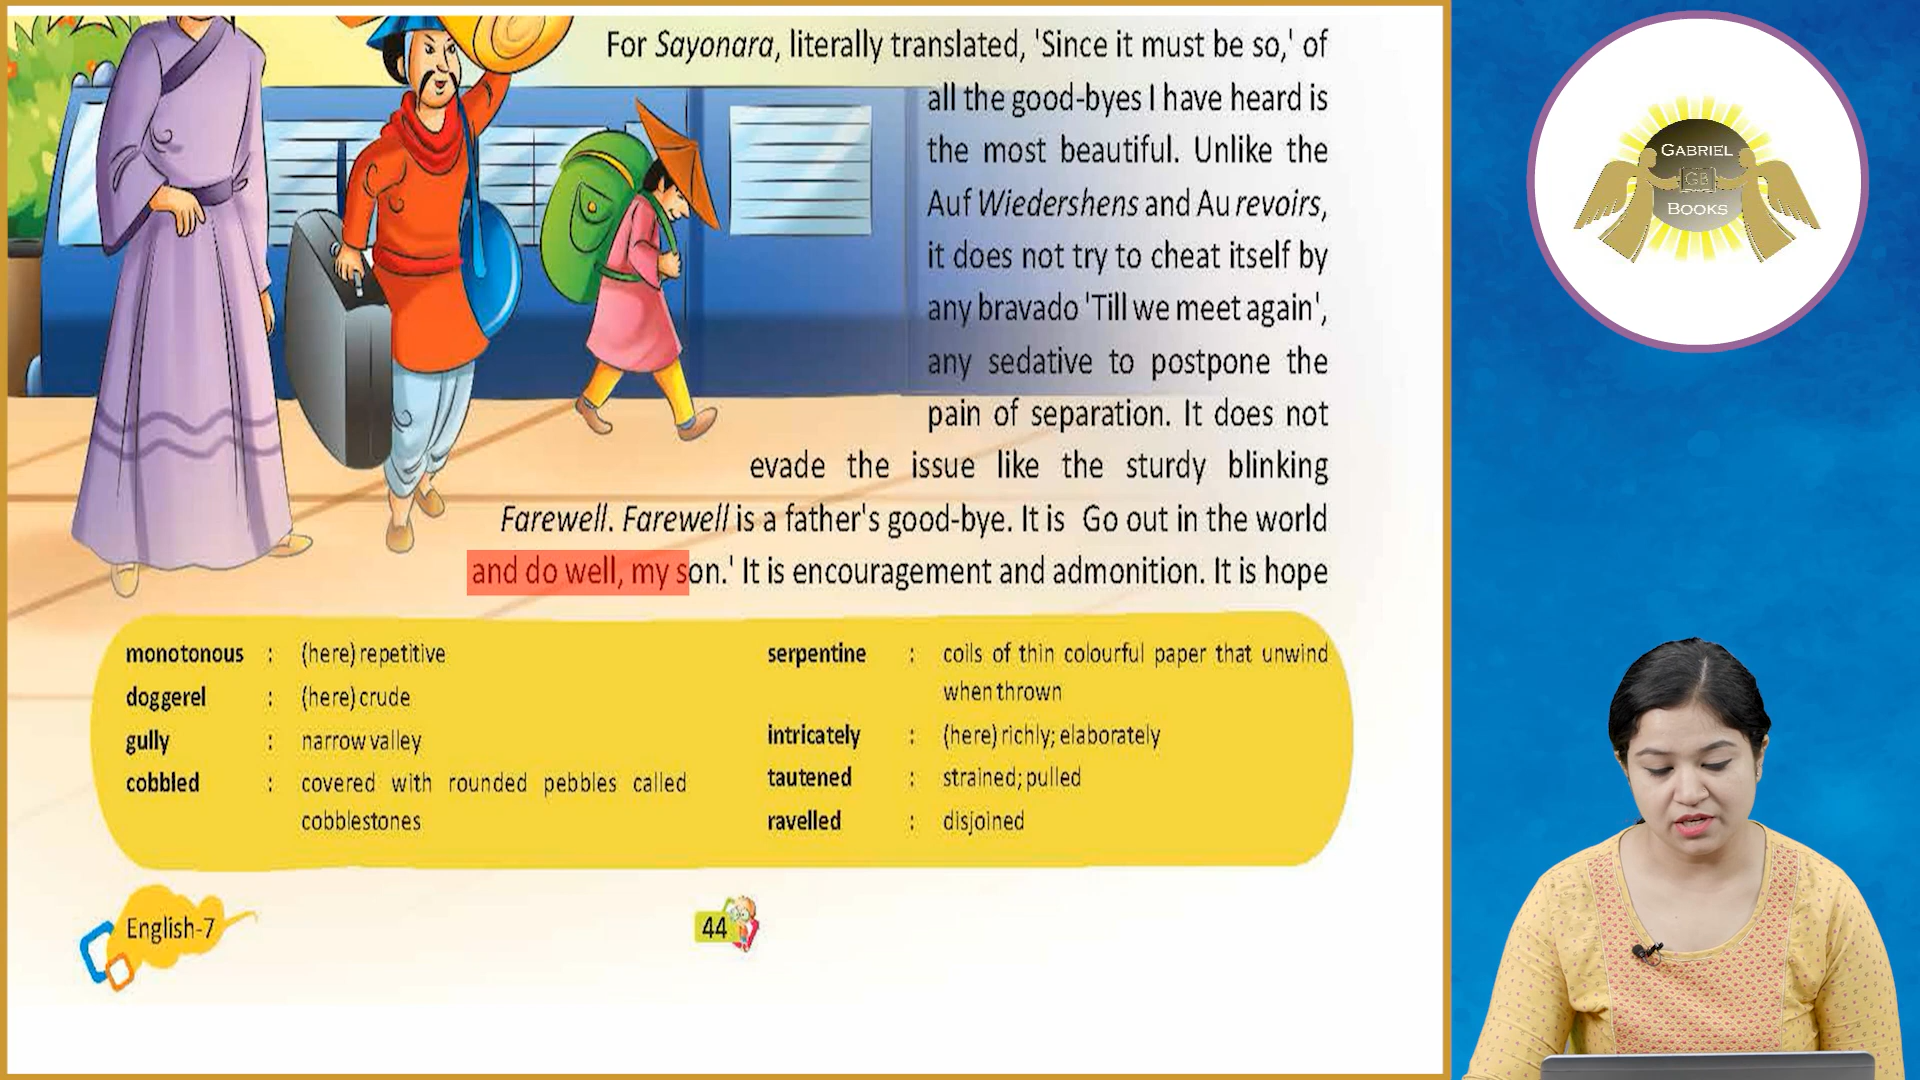 For Sayonara, literally translated, 'Since it must be so,' of
all the good-byes I have heard is
the most beautiful. Unlike the
Auf Wiedershens and Au revoirs,
it does not try to cheat itself by
any bravado 'Till we meet again',
any sedative to postpone the
pain of separation. It does not
evade the issue like the sturdy blinking
Farewell. Farewell is a father's good-bye. It is Go out in the world
and do well, my son.' It is encouragement and admonition. It is hope
monotonous : (here) repetitive
doggerel : (here) crude
gully : narrow valley
cobbled : covered with rounded pebbles called
cobblestones
serpentine : coils of thin colourful paper that unwind
when thrown
intricately : (here) richly; elaborately
tautened : strained; pulled
ravelled : disjoined
English-7
44
GABRIEL
GB
BOOKS